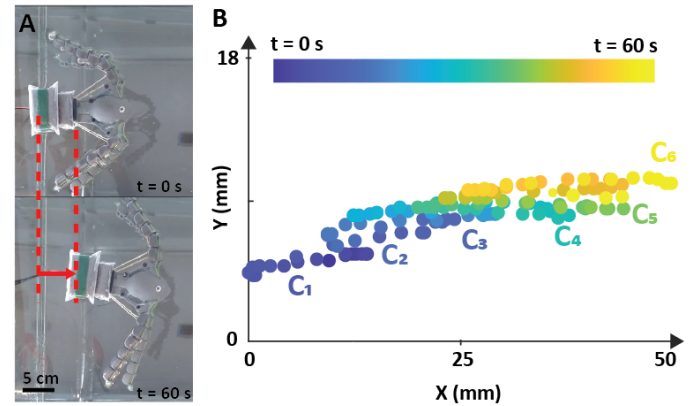 A
t = 0 s
t = 60 s
5 cm
B
t = 0 s
t = 60 s
18
Y (mm)
0
C1
C2
C3
C4
C5
C6
0
25
50
X (mm)